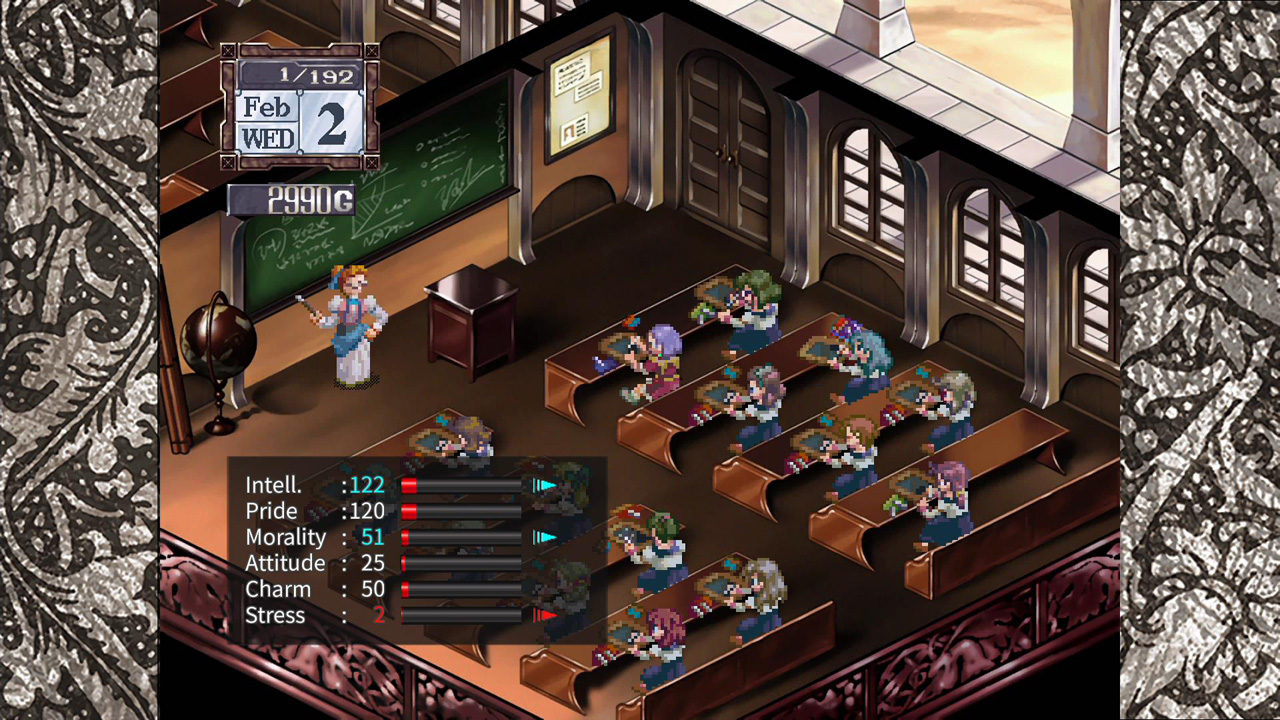 1/192
Feb
WED
2
2990G
Intell. :122
Pride :120
Morality : 51
Attitude : 25
Charm : 50
Stress : 2